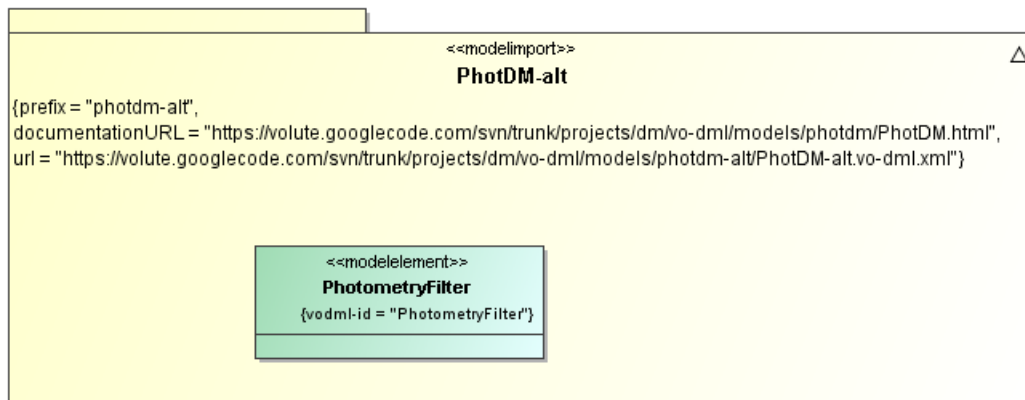 <<modelimport>>
PhotDM-alt
{prefix = "photdm-alt",
documentationURL = "https://volute.googlecode.com/svn/trunk/projects/dm/vo-dml/models/photdm/PhotDM.html",
url = "https://volute.googlecode.com/svn/trunk/projects/dm/vo-dml/models/photdm-alt/PhotDM-alt.vo-dml.xml"}
<<modelelement>>
PhotometryFilter
{vodml-id = "PhotometryFilter"}